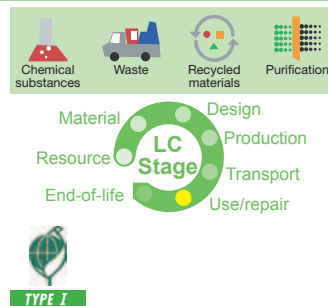 Chemical
substances
Waste
Recycled
materials
Purification
Material
Design
Production
Resource
LC
Stage
Transport
End-of-life
Use/repair
TYPE I